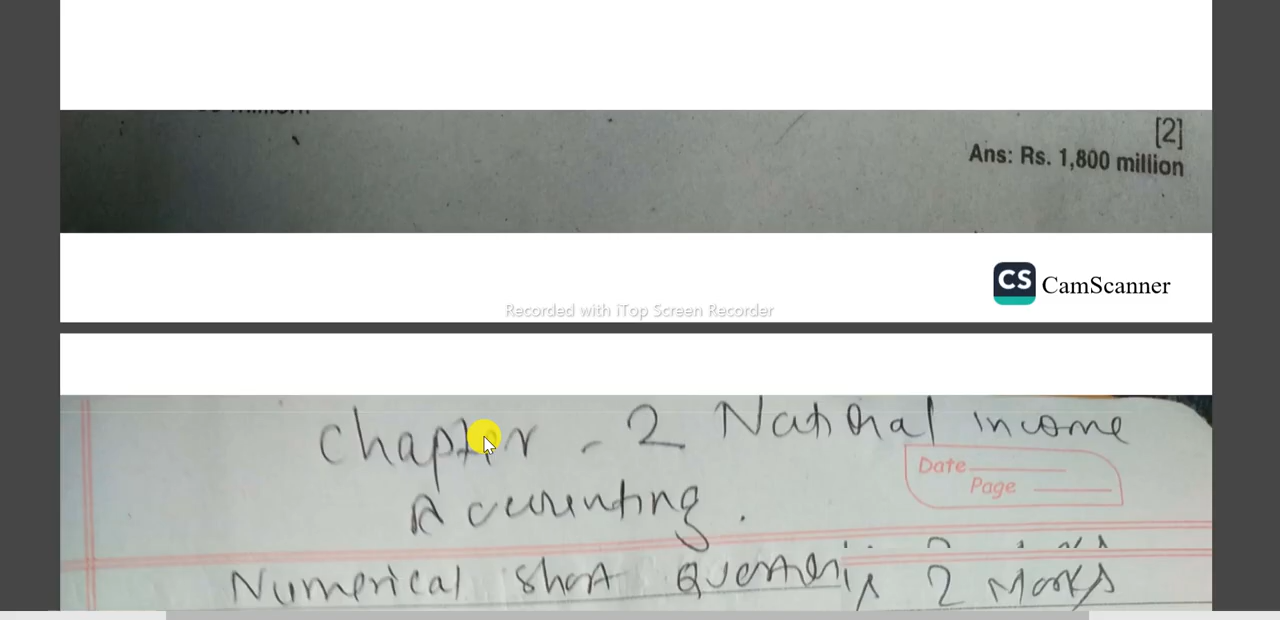 [2]
Ans: Rs. 1,800 million
CS CamScanner
Recorded with iTop Screen Recorder
Chapter - 2 National income
Accounting.
Date
Page
Numerical short Questions 2 Marks